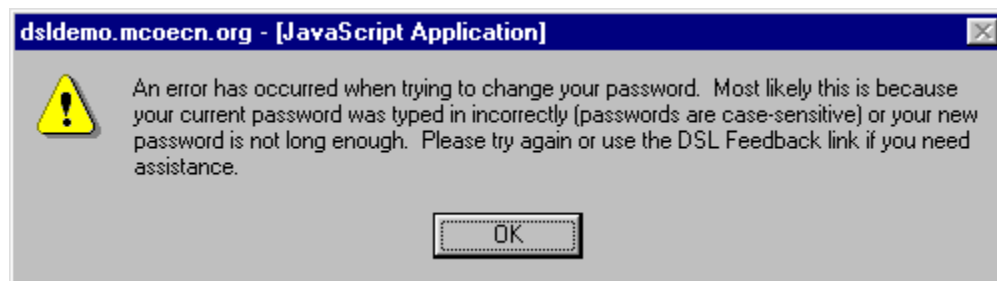 dsldemo.mcoecn.org - [JavaScript Application]
An error has occurred when trying to change your password.  Most likely this is because
your current password was typed in incorrectly (passwords are case-sensitive) or your new
password is not long enough.  Please try again or use the DSL Feedback link if you need
assistance.
OK